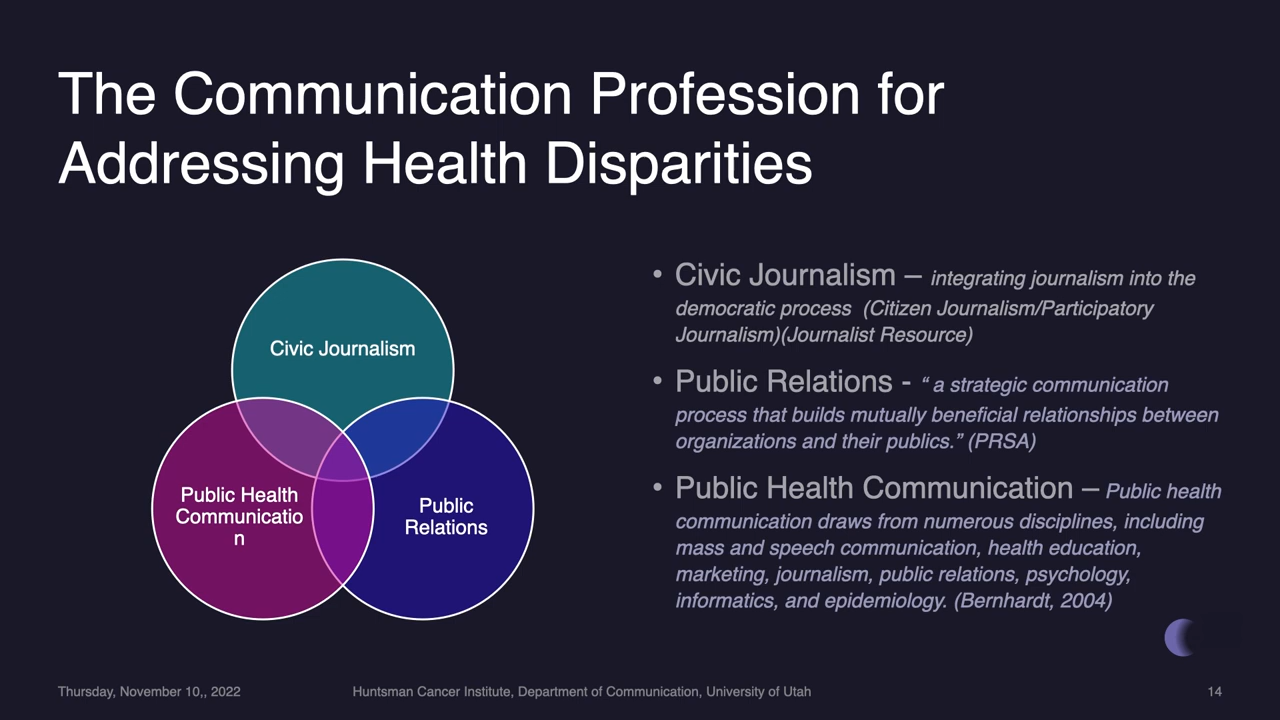 The Communication Profession for
Addressing Health Disparities
Civic Journalism
Public Health
Communicatio
n
Public
Relations
• Civic Journalism – integrating journalism into the
democratic process (Citizen Journalism/Participatory
Journalism)(Journalist Resource)
• Public Relations - “ a strategic communication
process that builds mutually beneficial relationships between
organizations and their publics.” (PRSA)
• Public Health Communication – Public health
communication draws from numerous disciplines, including
mass and speech communication, health education,
marketing, journalism, public relations, psychology,
informatics, and epidemiology. (Bernhardt, 2004)
Thursday, November 10,, 2022
Huntsman Cancer Institute, Department of Communication, University of Utah
14